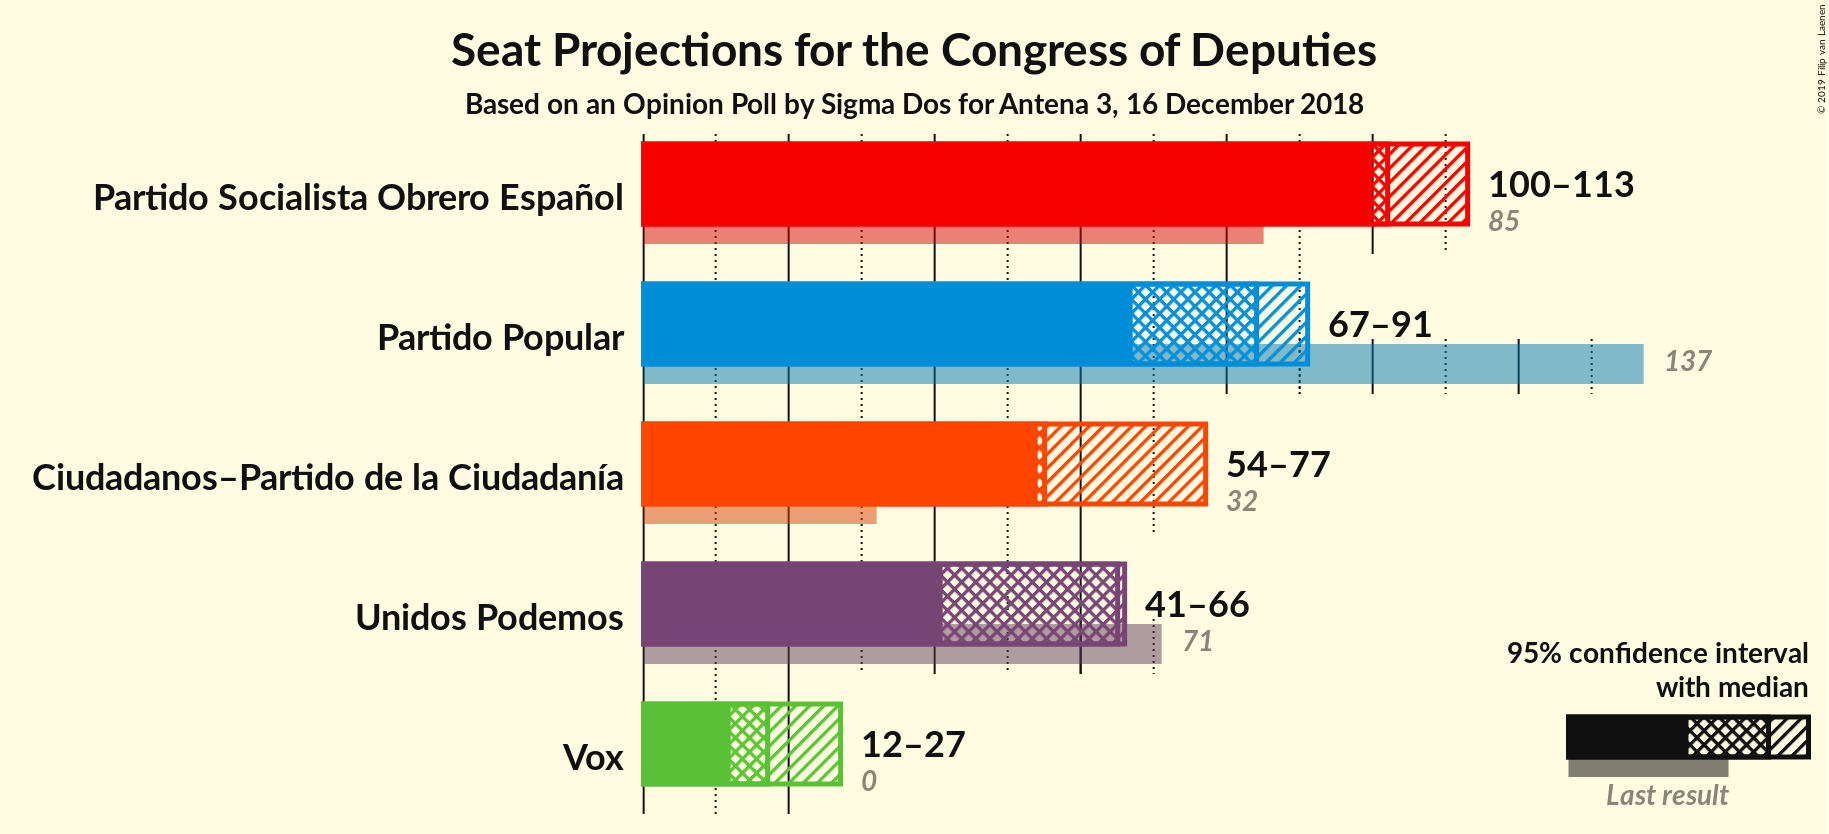 Seat Projections for the Congress of Deputies
Based on an Opinion Poll by Sigma Dos for Antena 3, 16 December 2018
© 2019 Filip van Laenen
Partido Socialista Obrero Español
100–113
85
Partido Popular
67–91
137
Ciudadanos–Partido de la Ciudadanía
54–77
32
Unidos Podemos
41–66
71
Vox
12–27
0
95% confidence interval
with median
Last result